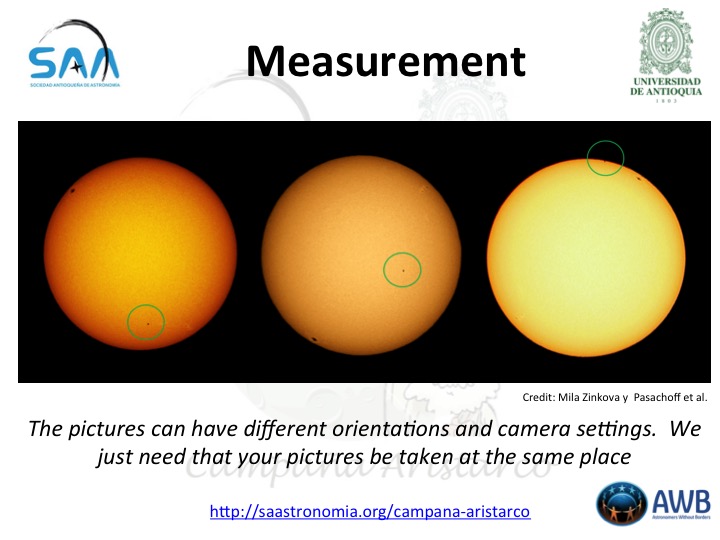 SAA
SOCIEDAD ANTIOQUEÑA DE ASTRONOMÍA
Measurement
UNIVERSIDAD
DE ANTIOQUIA
1803
Credit: Mila Zinkova y Pasachoff et al.
The pictures can have different orientations and camera settings. We
just need that your pictures be taken at the same place
Campaña Aristarco
http://saastronomia.org/campana-aristarco
AWB
Astronomers Without Borders